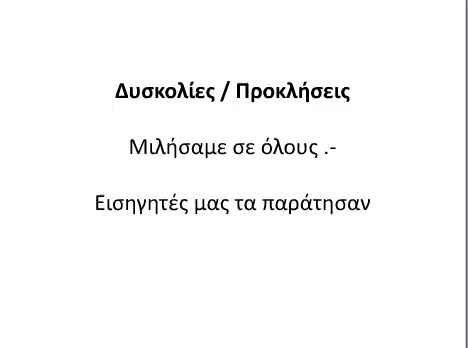 Δυσκολίες / Προκλήσεις
Μιλήσαμε σε όλους .-
Εισηγητές μας τα παράτησαν